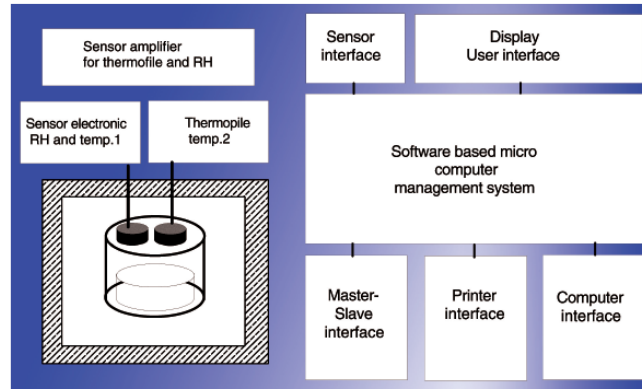 Sensor amplifier
for thermofile and RH
Sensor electronic
RH and temp.1
Thermopile
temp.2
Sensor
interface
Display
User interface
Software based micro
computer
management system
Master-
Slave
interface
Printer
interface
Computer
interface